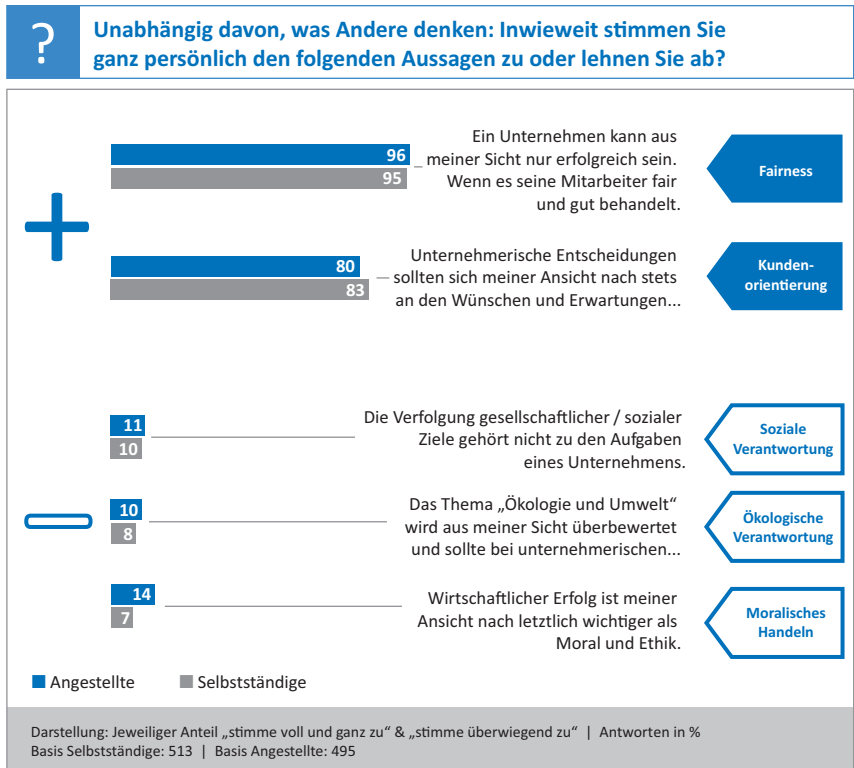 ?
Unabhängig davon, was Andere denken: Inwieweit stimmen Sie
ganz persönlich den folgenden Aussagen zu oder lehnen Sie ab?
96
95
Ein Unternehmen kann aus
meiner Sicht nur erfolgreich sein.
Wenn es seine Mitarbeiter fair
und gut behandelt.
Fairness
80
83
Unternehmerische Entscheidungen
sollten sich meiner Ansicht nach stets
an den Wünschen und Erwartungen...
Kunden-
orientierung
11
10
Die Verfolgung gesellschaftlicher / sozialer
Ziele gehört nicht zu den Aufgaben
eines Unternehmens.
Soziale
Verantwortung
10
8
Das Thema „Ökologie und Umwelt“
wird aus meiner Sicht überbewertet
und sollte bei unternehmerischen...
Ökologische
Verantwortung
14
7
Wirtschaftlicher Erfolg ist meiner
Ansicht nach letztlich wichtiger als
Moral und Ethik.
Moralisches
Handeln
Angestellte
Selbstständige
Darstellung: Jeweiliger Anteil „stimme voll und ganz zu“ & „stimme überwiegend zu“ | Antworten in %
Basis Selbstständige: 513 | Basis Angestellte: 495